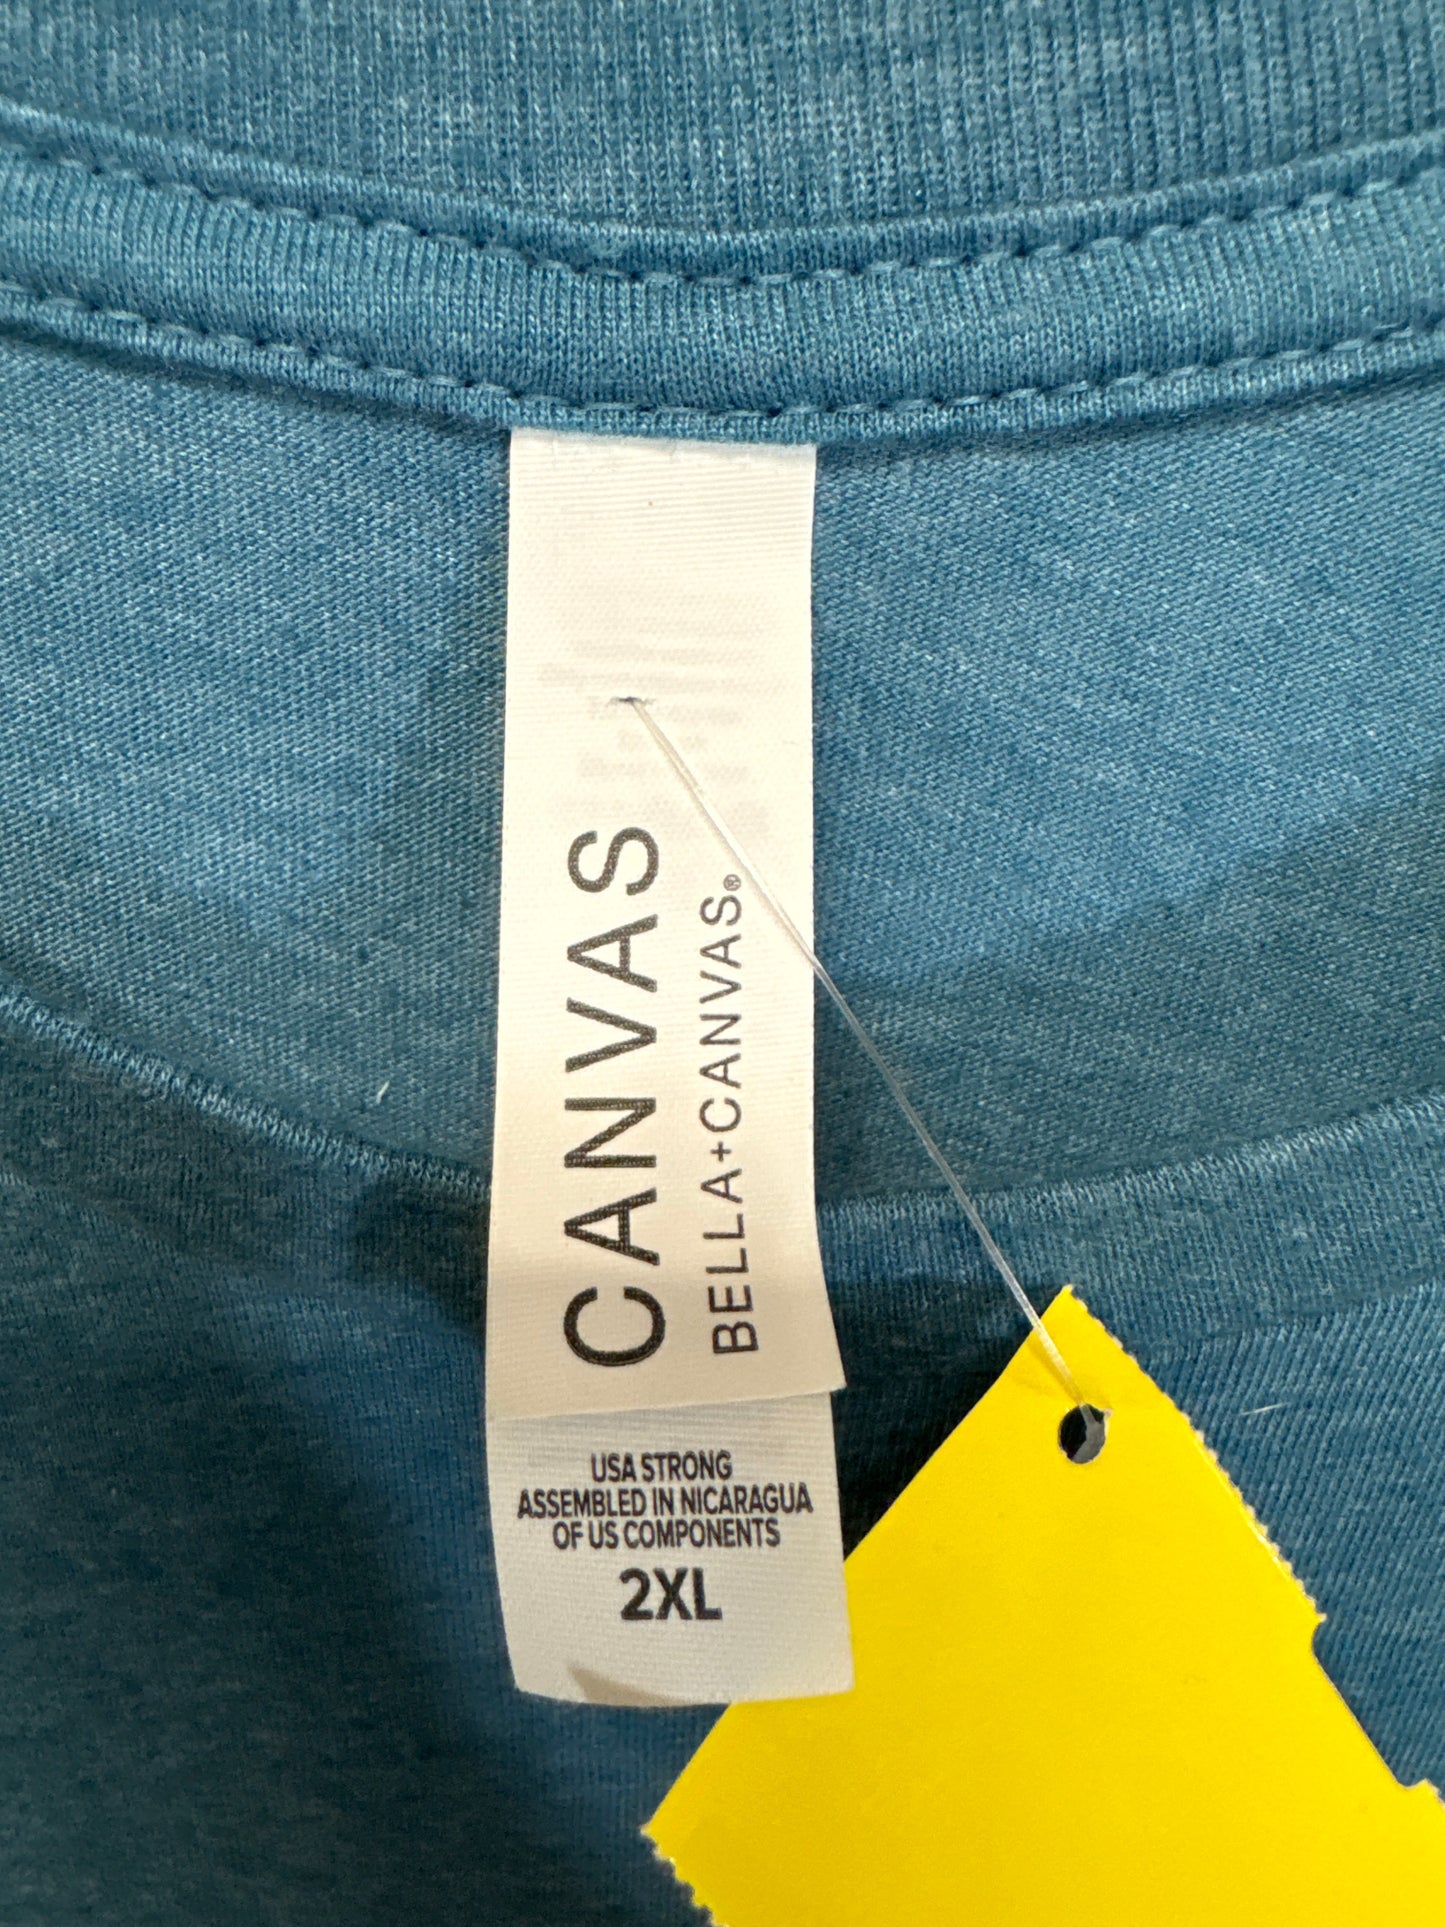 CANVAS
BELLA+CANVAS®
USA STRONG
ASSEMBLED IN NICARAGUA
OF US COMPONENTS
2XL